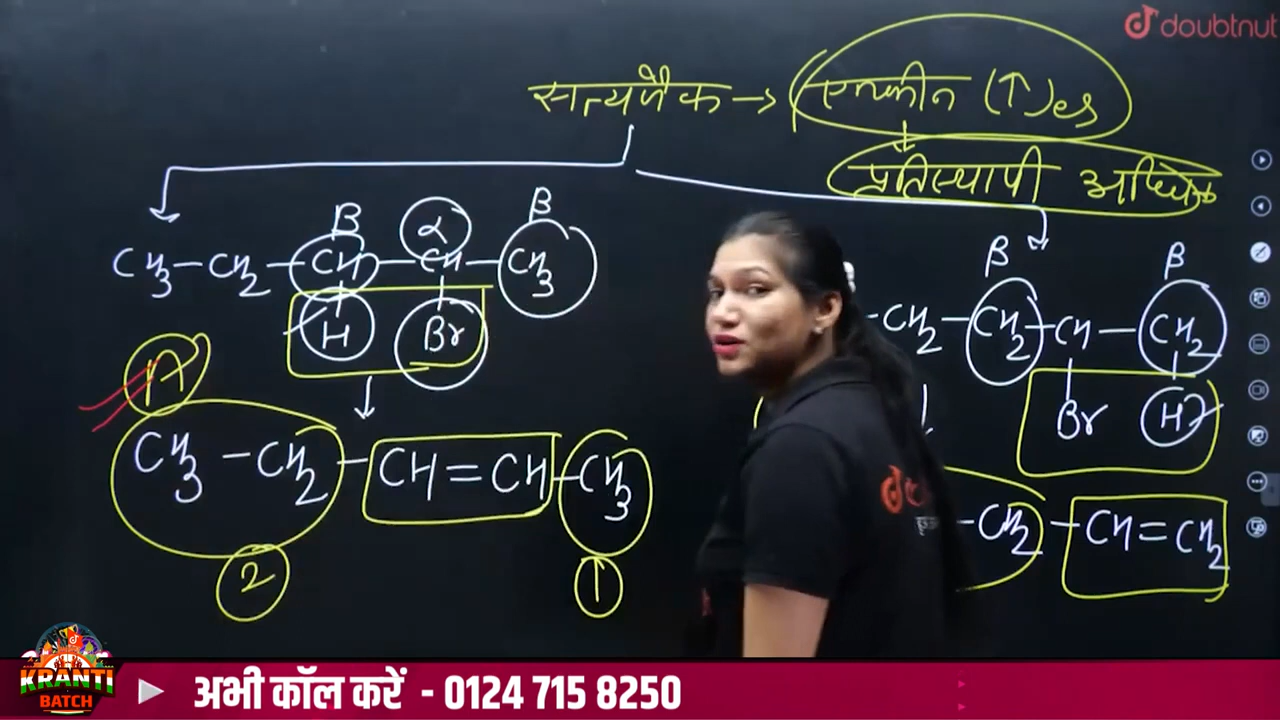 doubtnut
सत्यजैफ → एल्कीन (↑)es
प्रतिस्थापी अधिक
β α β
CH3 – CH2 – CH – CH – CH3
H Br
β β
– CH2 – CH2 – CH – CH2
Br H
A
CH3 – CH2 – CH = CH – CH3
2 1
– CH2 – CH = CH2
KRANTI
BATCH
अभी कॉल करें - 0124 715 8250